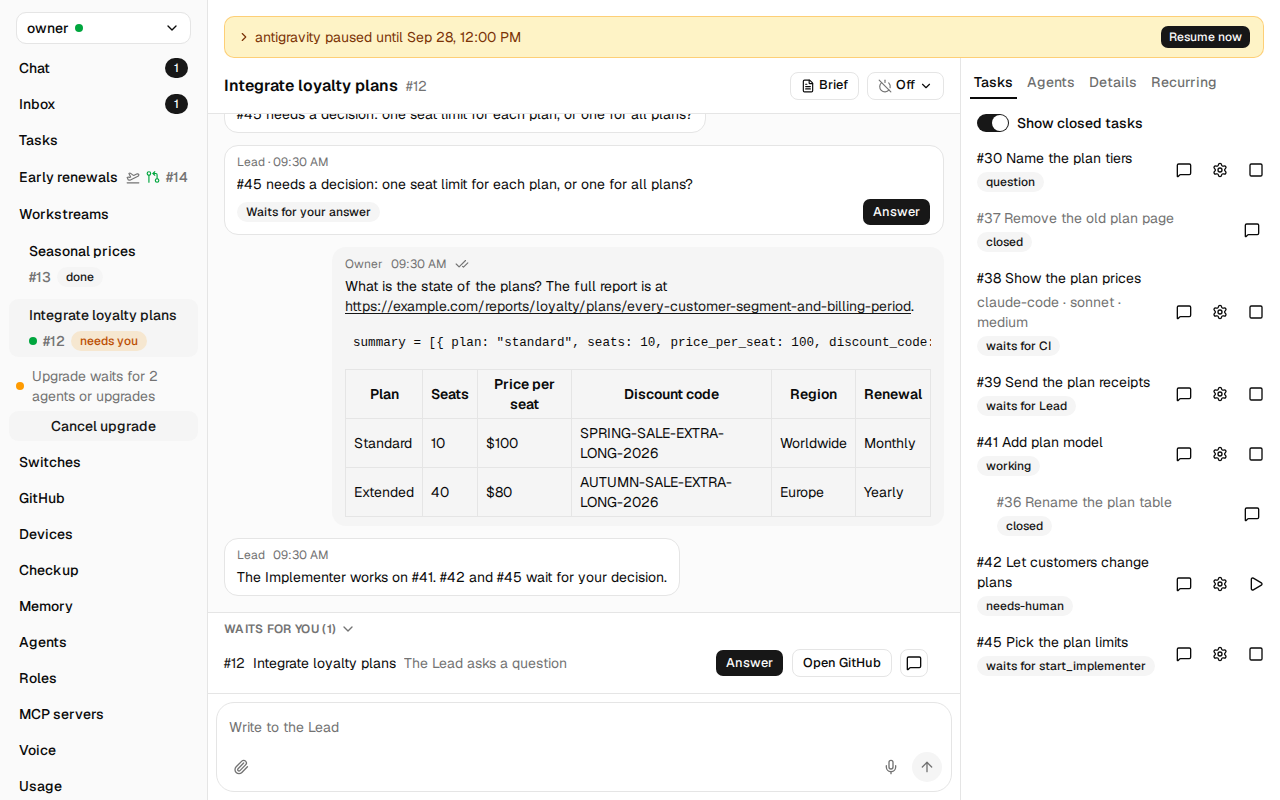 owner
Chat 1
Inbox 1
Tasks
Early renewals #14
Workstreams
Seasonal prices
#13 done
Integrate loyalty plans
#12 needs you
Upgrade waits for 2
agents or upgrades
Cancel upgrade
Switches
GitHub
Devices
Checkup
Memory
Agents
Roles
MCP servers
Voice
Usage
antigravity paused until Sep 28, 12:00 PM
Resume now
Integrate loyalty plans #12
Brief
Off
#45 needs a decision: one seat limit for each plan, or one for all plans?
Lead · 09:30 AM
#45 needs a decision: one seat limit for each plan, or one for all plans?
Waits for your answer
Answer
Owner 09:30 AM
What is the state of the plans? The full report is at
https://example.com/reports/loyalty/plans/every-customer-segment-and-billing-period.
summary = [{ plan: "standard", seats: 10, price_per_seat: 100, discount_code:
Plan Seats Price per seat Discount code Region Renewal
Standard 10 $100 SPRING-SALE-EXTRA-LONG-2026 Worldwide Monthly
Extended 40 $80 AUTUMN-SALE-EXTRA-LONG-2026 Europe Yearly
Lead 09:30 AM
The Implementer works on #41. #42 and #45 wait for your decision.
WAITS FOR YOU (1)
#12 Integrate loyalty plans The Lead asks a question
Answer
Open GitHub
Write to the Lead
Tasks Agents Details Recurring
Show closed tasks
#30 Name the plan tiers
question
#37 Remove the old plan page
closed
#38 Show the plan prices
claude-code · sonnet ·
medium
waits for CI
#39 Send the plan receipts
waits for Lead
#41 Add plan model
working
#36 Rename the plan table
closed
#42 Let customers change
plans
needs-human
#45 Pick the plan limits
waits for start_implementer